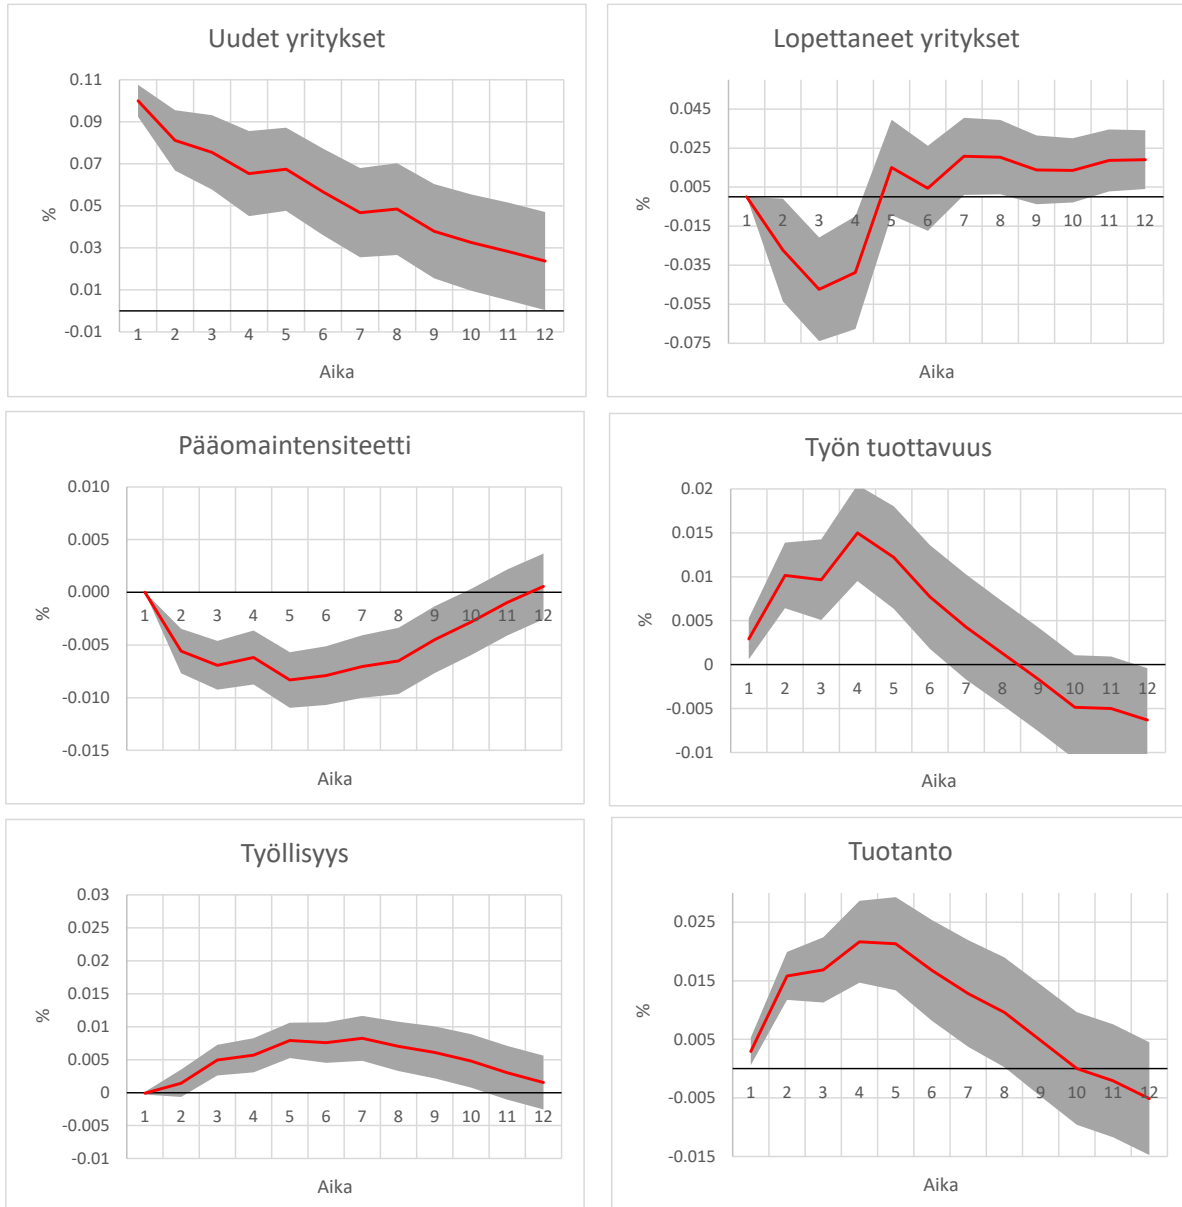 Uudet yritykset
0.11
0.09
0.07
0.05
0.03
0.01
-0.01
%
1 2 3 4 5 6 7 8 9 10 11 12
Aika
Lopettaneet yritykset
0.045
0.025
0.005
-0.015
-0.035
-0.055
-0.075
%
1 2 3 4 5 6 7 8 9 10 11 12
Aika
Pääomaintensiteetti
0.010
0.005
0.000
-0.005
-0.010
-0.015
%
1 2 3 4 5 6 7 8 9 10 11 12
Aika
Työn tuottavuus
0.02
0.015
0.01
0.005
0
-0.005
-0.01
%
1 2 3 4 5 6 7 8 9 10 11 12
Aika
Työllisyys
0.03
0.025
0.02
0.015
0.01
0.005
0
-0.005
-0.01
%
1 2 3 4 5 6 7 8 9 10 11 12
Aika
Tuotanto
0.025
0.015
0.005
-0.005
-0.015
%
1 2 3 4 5 6 7 8 9 10 11 12
Aika